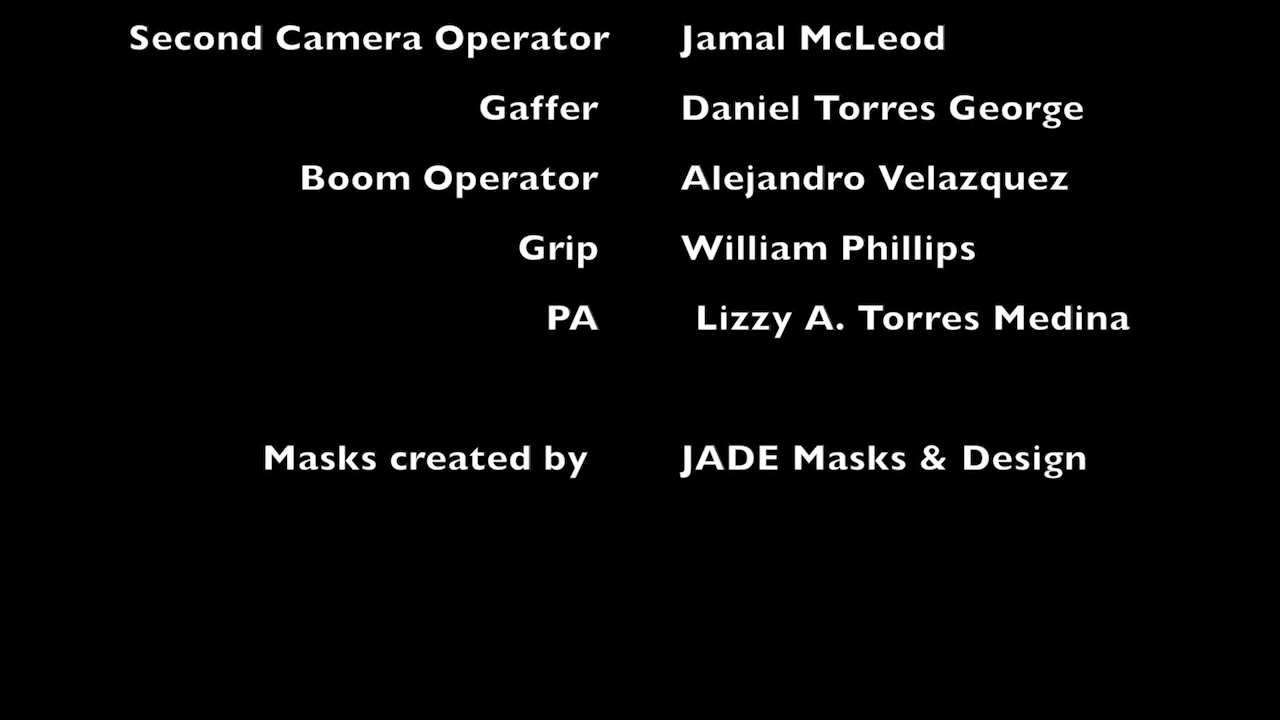 Second Camera Operator Jamal McLeod
Gaffer Daniel Torres George
Boom Operator Alejandro Velazquez
Grip William Phillips
PA Lizzy A. Torres Medina
Masks created by JADE Masks & Design